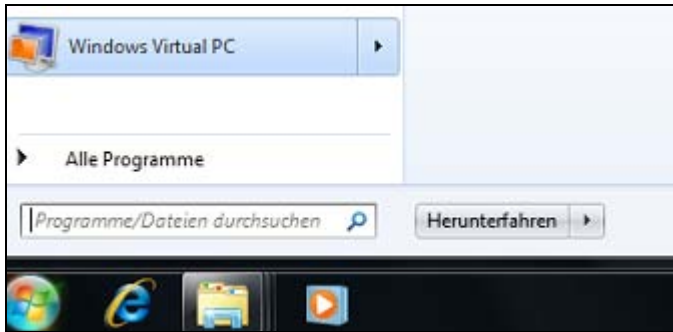 Windows Virtual PC
Alle Programme
Programme/Dateien durchsuchen
Herunterfahren